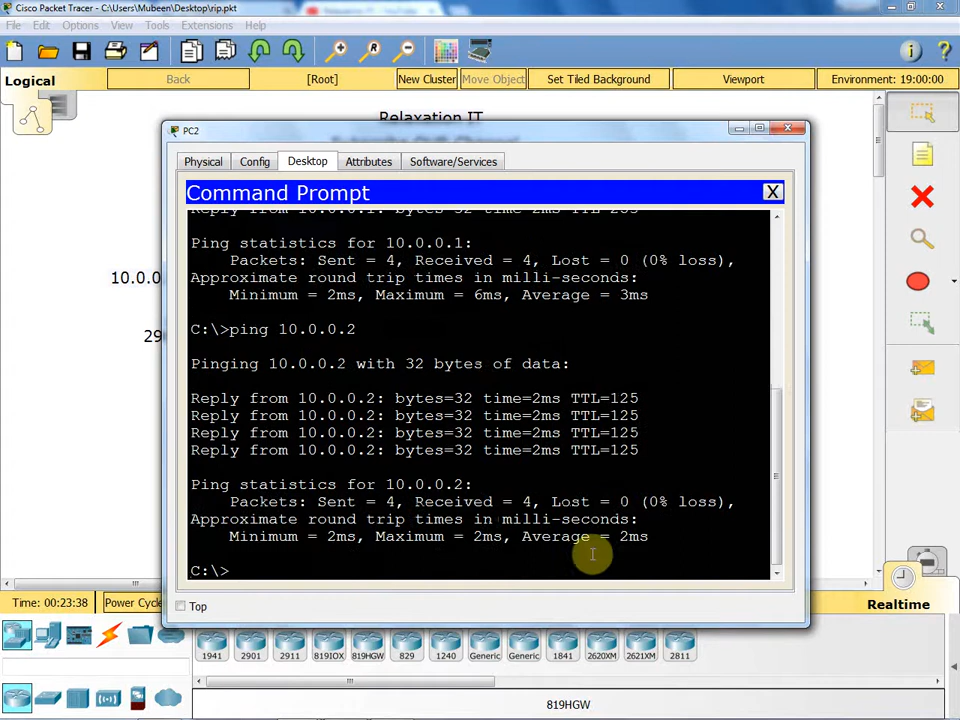 Cisco Packet Tracer - C:\Users\Mubeen\Desktop\rip.pkt
File Edit Options View Tools Extensions Help
Logical Back [Root] New Cluster Move Object Set Tiled Background Viewport Environment: 19:00:00
Relaxation IT
PC2
Physical Config Desktop Attributes Software/Services
Command Prompt X
Ping statistics for 10.0.0.1:
Packets: Sent = 4, Received = 4, Lost = 0 (0% loss),
Approximate round trip times in milli-seconds:
Minimum = 2ms, Maximum = 6ms, Average = 3ms
C:\>ping 10.0.0.2
Pinging 10.0.0.2 with 32 bytes of data:
Reply from 10.0.0.2: bytes=32 time=2ms TTL=125
Reply from 10.0.0.2: bytes=32 time=2ms TTL=125
Reply from 10.0.0.2: bytes=32 time=2ms TTL=125
Reply from 10.0.0.2: bytes=32 time=2ms TTL=125
Ping statistics for 10.0.0.2:
Packets: Sent = 4, Received = 4, Lost = 0 (0% loss),
Approximate round trip times in milli-seconds:
Minimum = 2ms, Maximum = 2ms, Average = 2ms
C:\>
Top
10.0.0
29
Time: 00:23:38 Power Cycle
Realtime
1941 2901 2911 819IOX 819HGW 829 1240 Generic Generic 1841 2620XM 2621XM 2811
819HGW